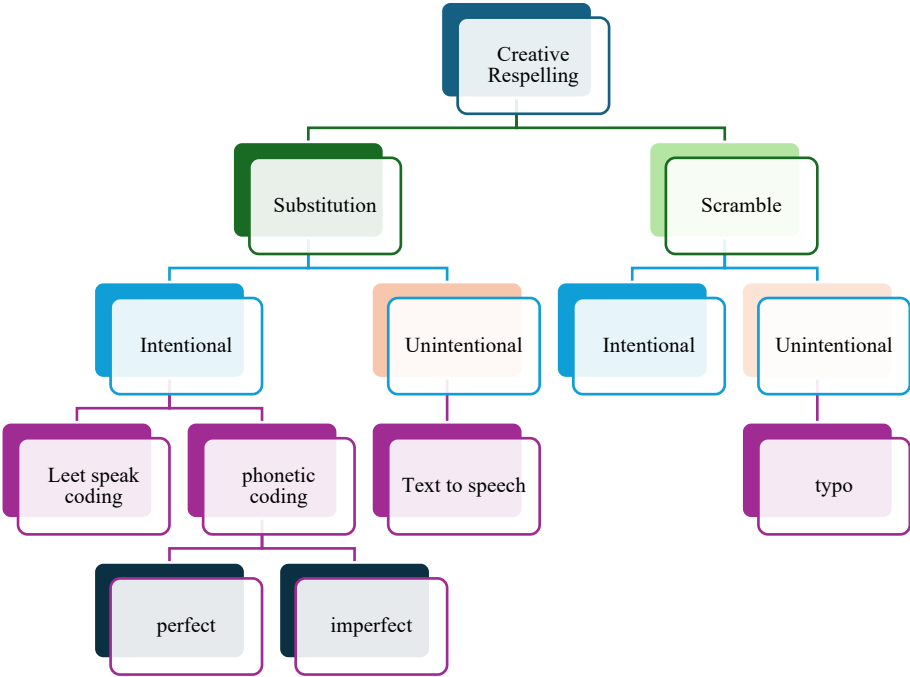 Creative
Respelling
Substitution
Scramble
Intentional
Unintentional
Intentional
Unintentional
Leet speak
coding
phonetic
coding
Text to speech
typo
perfect
imperfect